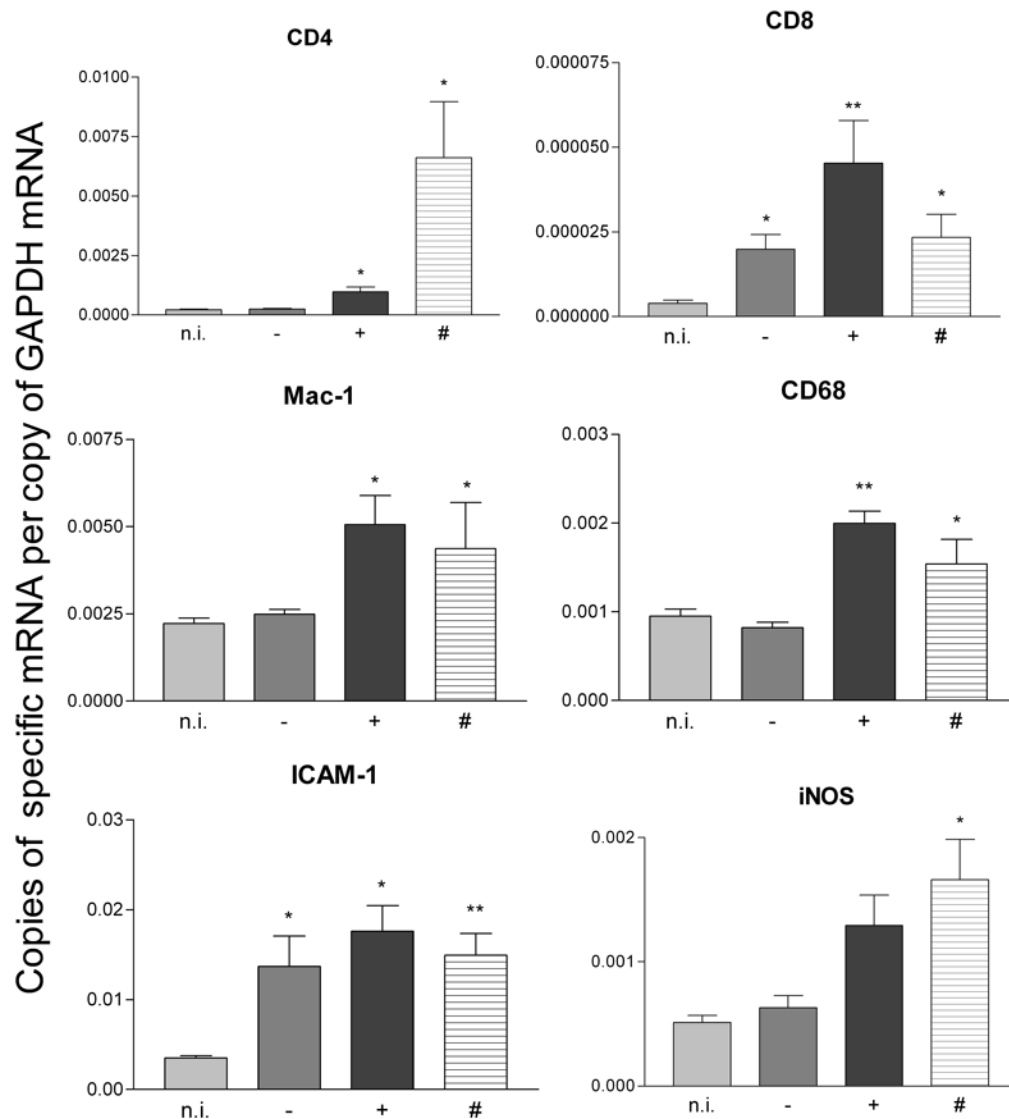 Copies of specific mRNA per copy of GAPDH mRNA
CD4
0.0100
0.0075
0.0050
0.0025
0.0000
*
*
n.i. - + #
CD8
0.000075
0.000050
0.000025
0.000000
*
**
*
n.i. - + #
Mac-1
0.0075
0.0050
0.0025
0.0000
*
*
n.i. - + #
CD68
0.003
0.002
0.001
0.000
**
*
n.i. - + #
ICAM-1
0.03
0.02
0.01
0.00
*
*
**
n.i. - + #
iNOS
0.002
0.001
0.000
*
n.i. - + #